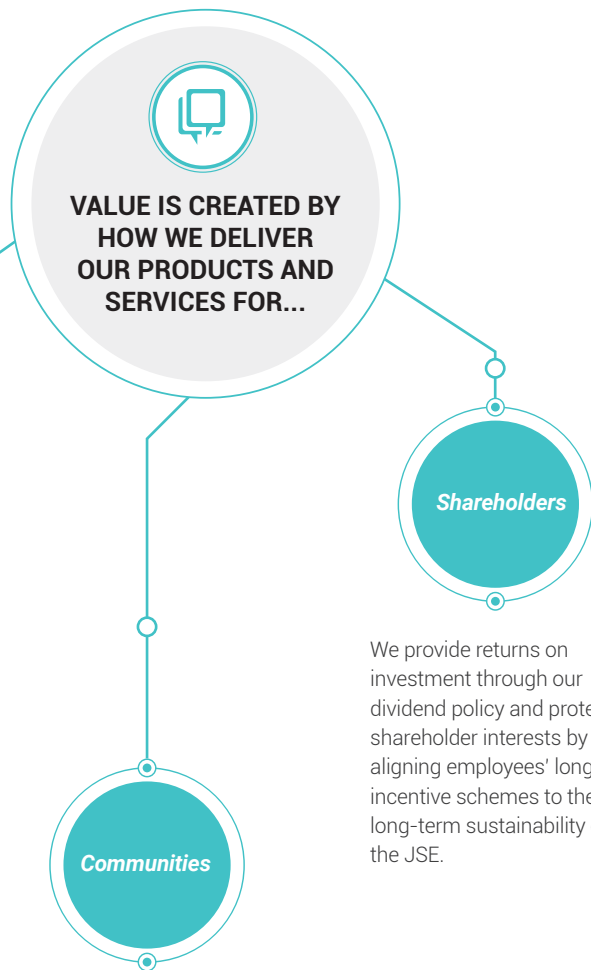 VALUE IS CREATED BY
HOW WE DELIVER
OUR PRODUCTS AND
SERVICES FOR...
Shareholders
We provide returns on
investment through our
dividend policy and
shareholder interests by
aligning employees' long
incentive schemes to the
long-term sustainability
the JSE.
Communities